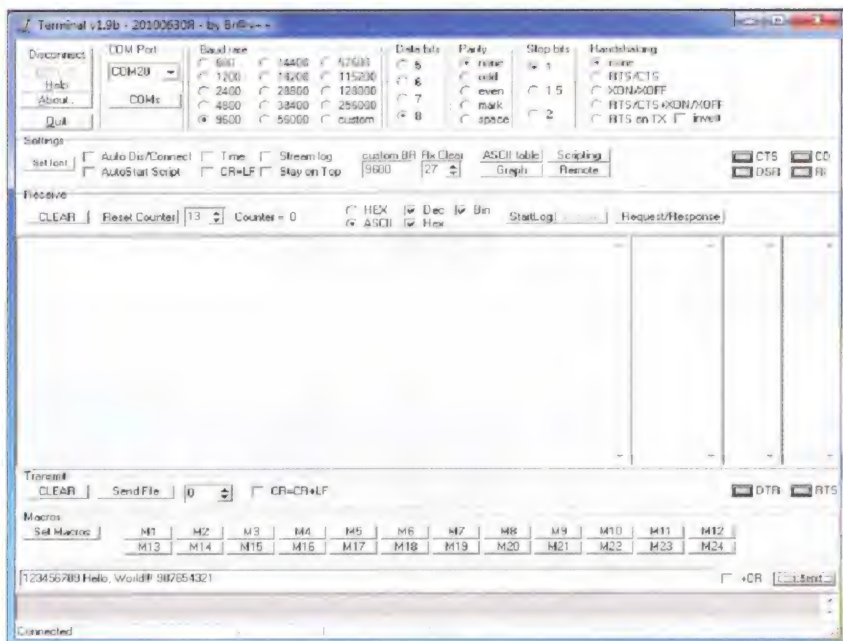 Terminal v1.9b - 20100630β - by Br@y++
Disconnect
Help
About..
Quit
COM Port
COM20
COMs
Baud rate
600 14400 57600
1200 19200 115200
2400 28800 128000
4800 38400 256000
9600 56000 custom
Data bits
5
6
7
8
Parity
none
odd
even
mark
space
Stop bits
1
1.5
2
Handshaking
none
RTS/CTS
XON/XOFF
RTS/CTS+XON/XOFF
RTS on TX invert
Settings
Set font
Auto Dis/Connect Time Stream log
AutoStart Script CR=LF Stay on Top
custom BR Rx Clear
9600 27
ASCII table Scripting
Graph Remote
CTS CD
DSR RI
Receive
CLEAR Reset Counter 13 Counter = 0
HEX Dec Bin
ASCII Hex
StartLog Request/Response
Transmit
CLEAR Send File 0 CR=CR+LF
DTR RTS
Macros
Set Macros
M1 M2 M3 M4 M5 M6 M7 M8 M9 M10 M11 M12
M13 M14 M15 M16 M17 M18 M19 M20 M21 M22 M23 M24
123456789 Hello, World!!! 987654321
+CR Send
Connected